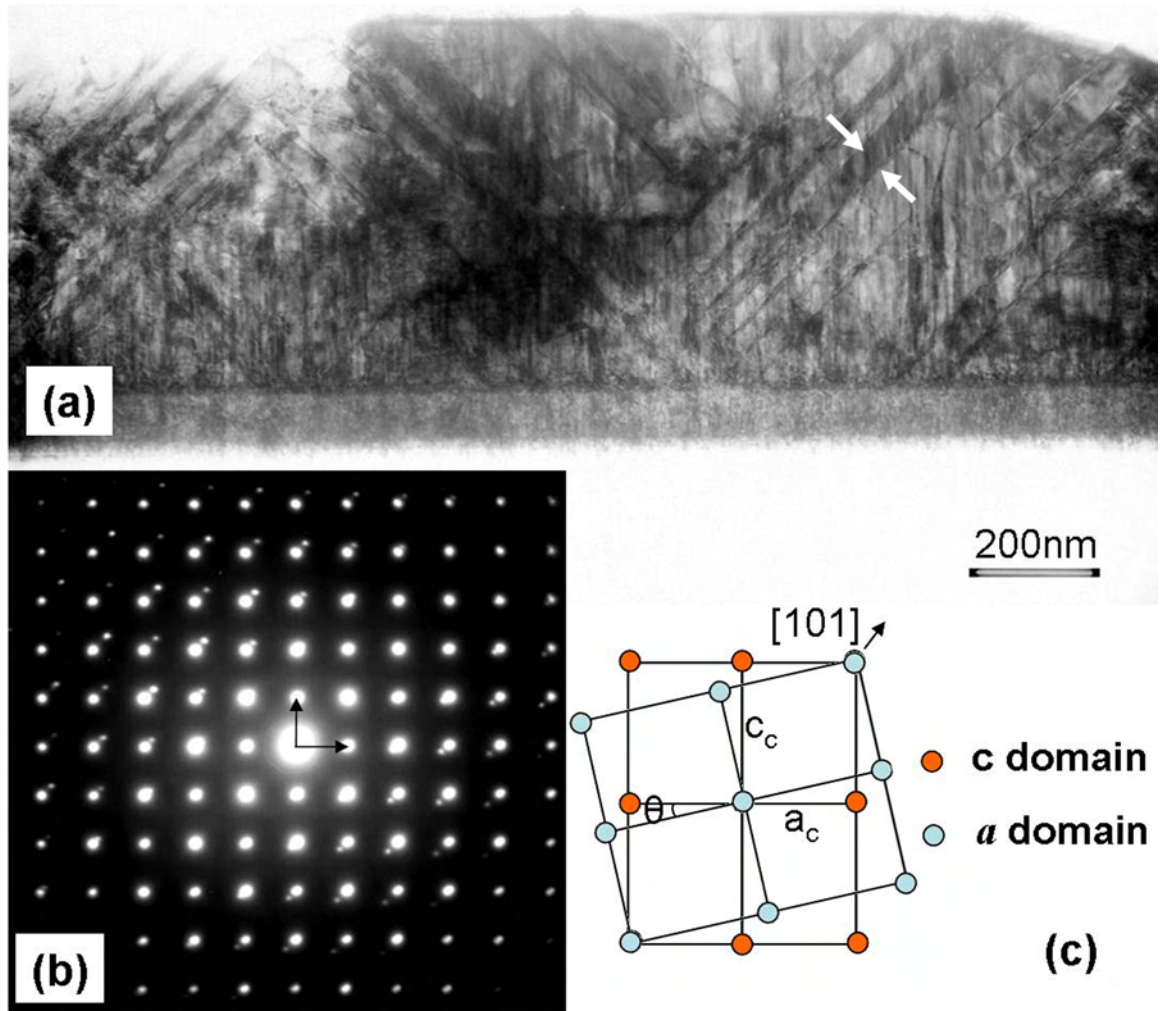 (a)
200nm
(b)
[101]
c_c
θ
a_c
c domain
a domain
(c)